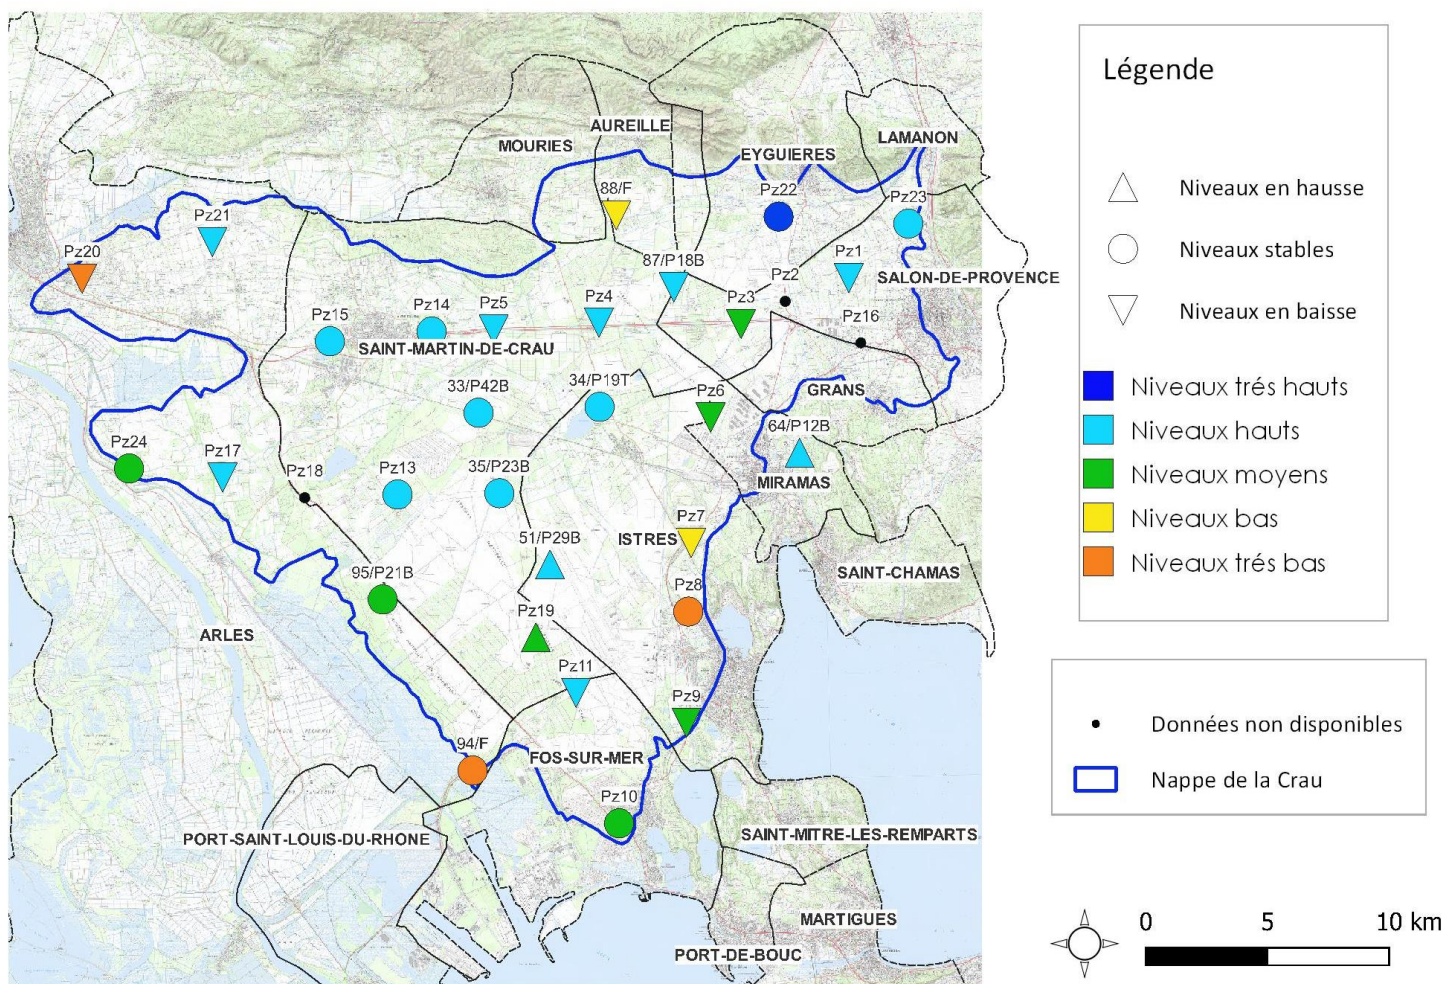 LAMANON
AUREILLE
MOURIES
EYGUIERES
88/F
Pz22
Pz23
Pz21
Pz20
87/P18B
Pz1
Pz2
SALON-DE-PROVENCE
Pz14
Pz5
Pz4
Pz3
Pz15
Pz16
SAINT-MARTIN-DE-CRAU
33/P42B
34/P19T
Pz6
GRANS
64/P12B
Pz24
Pz17
Pz18
Pz13
35/P23B
MIRAMAS
Pz7
51/P29B
ISTRES
95/P21B
SAINT-CHAMAS
Pz8
Pz19
ARLES
Pz11
Pz9
94/F
FOS-SUR-MER
Pz10
PORT-SAINT-LOUIS-DU-RHONE
SAINT-MITRE-LES-REMPARTS
MARTIGUES
PORT-DE-BOUC
Légende
Niveaux en hausse
Niveaux stables
Niveaux en baisse
Niveaux trés hauts
Niveaux hauts
Niveaux moyens
Niveaux bas
Niveaux trés bas
Données non disponibles
Nappe de la Crau
0 5 10 km